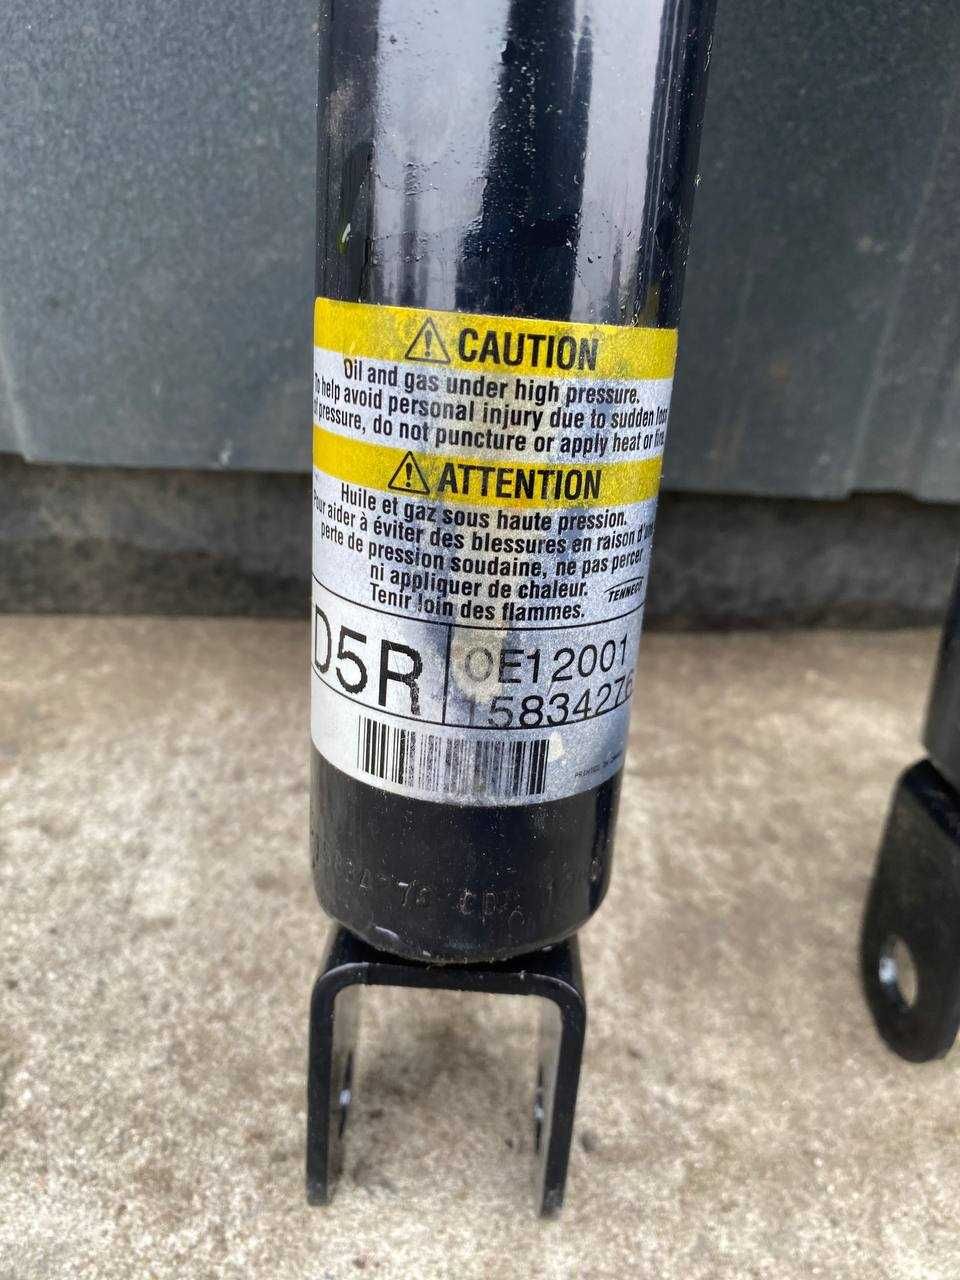 CAUTION
Oil and gas under high pressure.
To help avoid personal injury due to sudden loss
of pressure, do not puncture or apply heat or fire.
ATTENTION
Huile et gaz sous haute pression.
Pour aider à éviter des blessures en raison d'une
perte de pression soudaine, ne pas percer
ni appliquer de chaleur.
TENNECO
Tenir loin des flammes.
D5R
OE12001
15834276